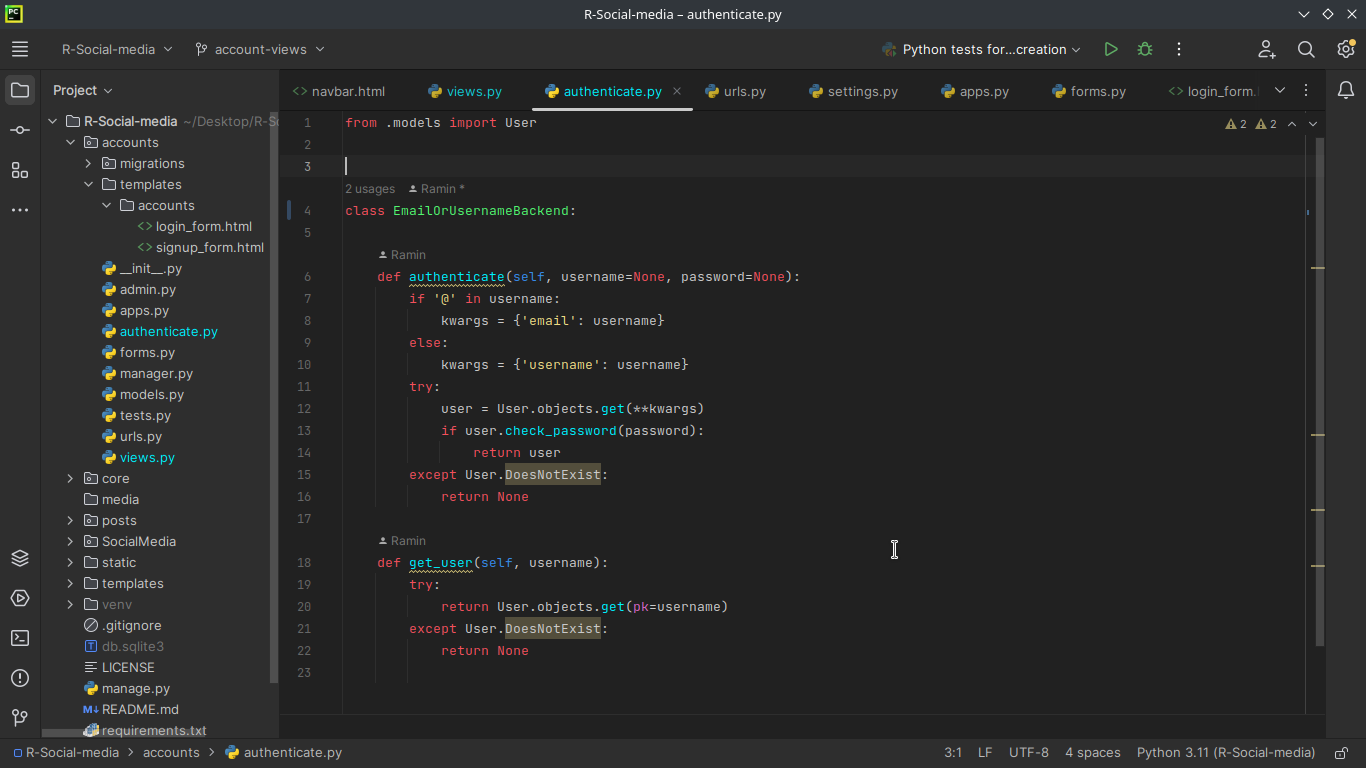 R-Social-media – authenticate.py
R-Social-media
account-views
Python tests for...creation
Project
navbar.html
views.py
authenticate.py
urls.py
settings.py
apps.py
forms.py
login_form.
R-Social-media ~/Desktop/R-Sc
accounts
migrations
templates
accounts
login_form.html
signup_form.html
__init__.py
admin.py
apps.py
authenticate.py
forms.py
manager.py
models.py
tests.py
urls.py
views.py
core
media
posts
SocialMedia
static
templates
venv
.gitignore
db.sqlite3
LICENSE
manage.py
README.md
requirements.txt
2 2
1 from .models import User
2
3
2 usages Ramin *
4 class EmailOrUsernameBackend:
5
Ramin
6 def authenticate(self, username=None, password=None):
7 if '@' in username:
8 kwargs = {'email': username}
9 else:
10 kwargs = {'username': username}
11 try:
12 user = User.objects.get(**kwargs)
13 if user.check_password(password):
14 return user
15 except User.DoesNotExist:
16 return None
17
Ramin
18 def get_user(self, username):
19 try:
20 return User.objects.get(pk=username)
21 except User.DoesNotExist:
22 return None
23
R-Social-media > accounts > authenticate.py
3:1 LF UTF-8 4 spaces Python 3.11 (R-Social-media)